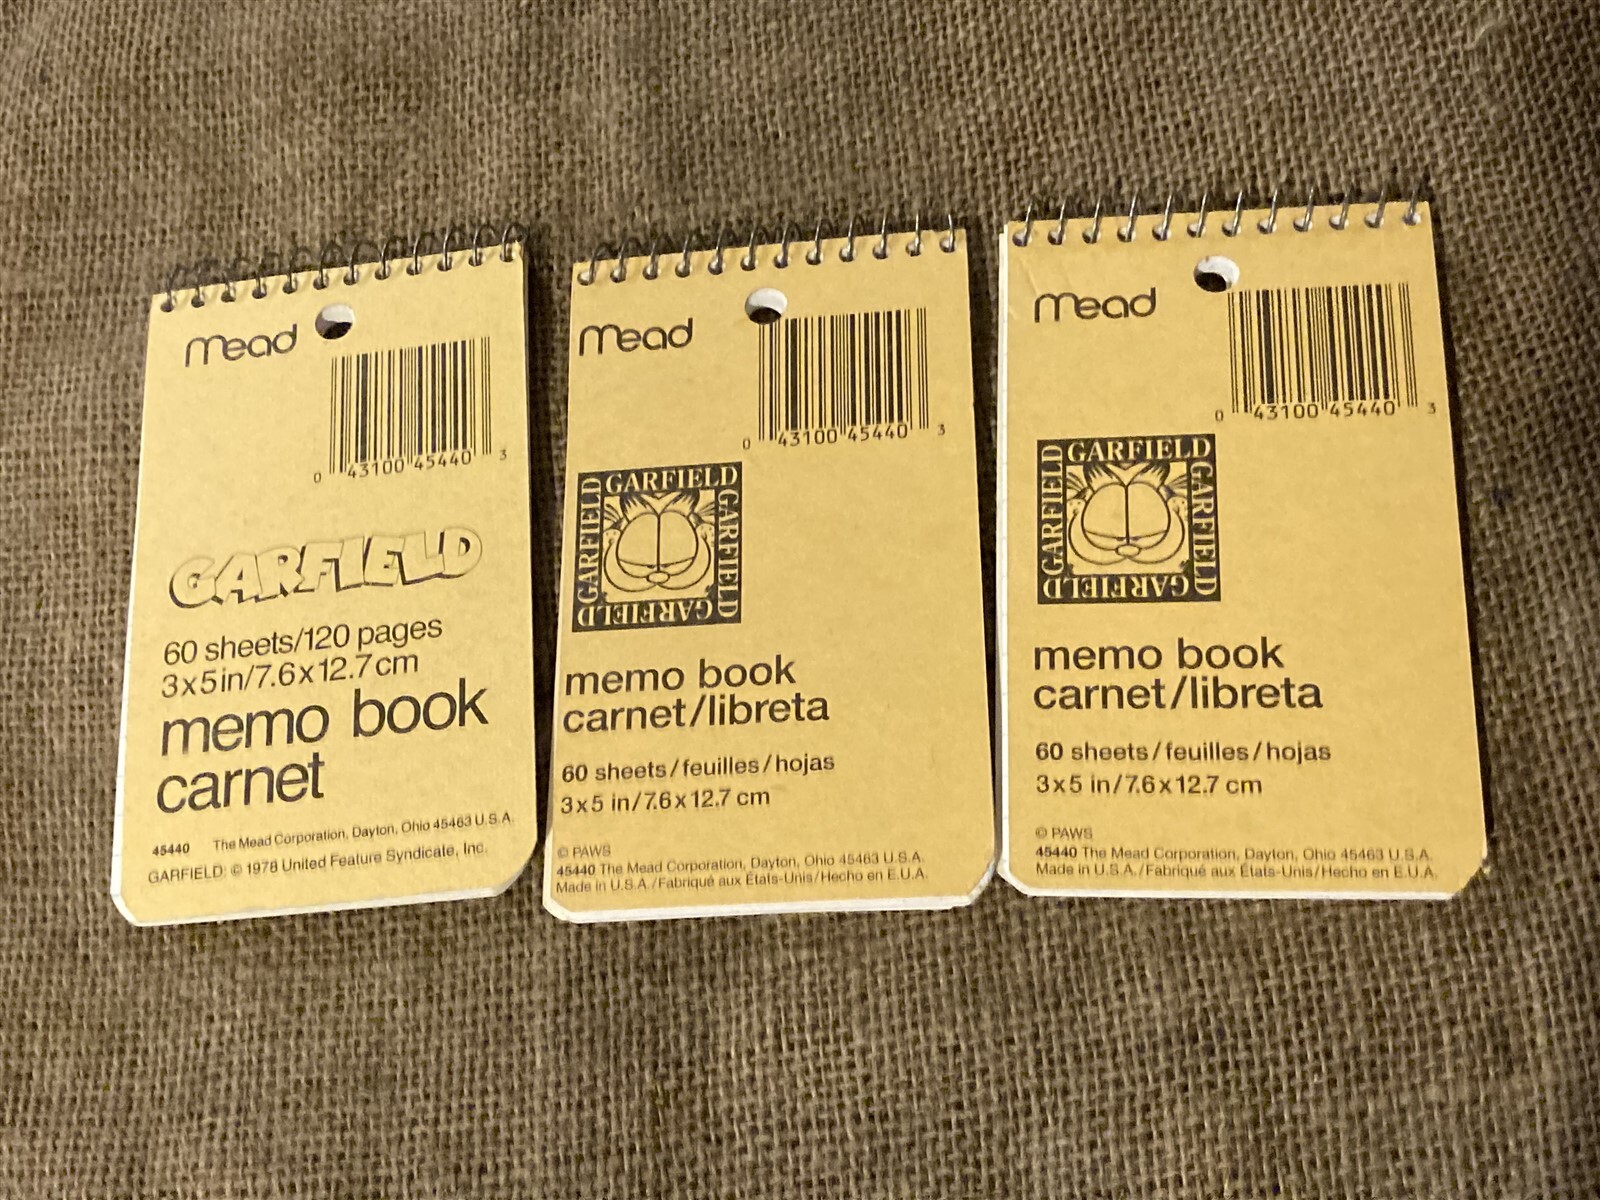 mead
0 43100 45440 3
GARFIELD
60 sheets/120 pages
3x5in/7.6x12.7cm
memo book
carnet
45440 The Mead Corporation, Dayton, Ohio 45463 U.S.A.
GARFIELD: © 1978 United Feature Syndicate, Inc.
mead
0 43100 45440 3
GARFIELD
GARFIELD
GARFIELD
GARFIELD
memo book
carnet/libreta
60 sheets/feuilles/hojas
3x5 in/7.6x12.7 cm
© PAWS
45440 The Mead Corporation, Dayton, Ohio 45463 U.S.A.
Made in U.S.A./Fabriqué aux États-Unis/Hecho en E.U.A.
mead
0 43100 45440 3
GARFIELD
GARFIELD
GARFIELD
GARFIELD
memo book
carnet/libreta
60 sheets/feuilles/hojas
3x5 in/7.6x12.7 cm
© PAWS
45440 The Mead Corporation, Dayton, Ohio 45463 U.S.A.
Made in U.S.A./Fabriqué aux États-Unis/Hecho en E.U.A.